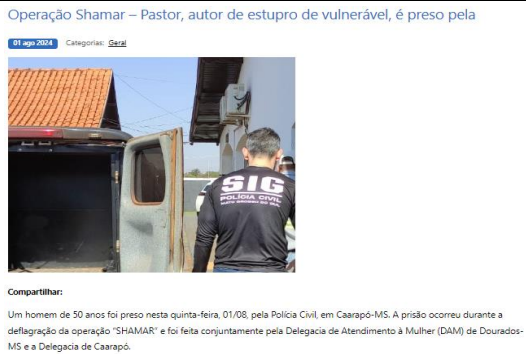 Operação Shamar – Pastor, autor de estupro de vulnerável, é preso pela
01 ago 2024 Categorias: Geral
SIG
POLÍCIA CIVIL
Compartilhar:
Um homem de 50 anos foi preso nesta quinta-feira, 01/08, pela Polícia Civil, em Caarapó-MS. A prisão ocorreu durante a
deflagração da operação “SHAMAR” e foi feita conjuntamente pela Delegacia de Atendimento à Mulher (DAM) de Dourados-
MS e a Delegacia de Caarapó.